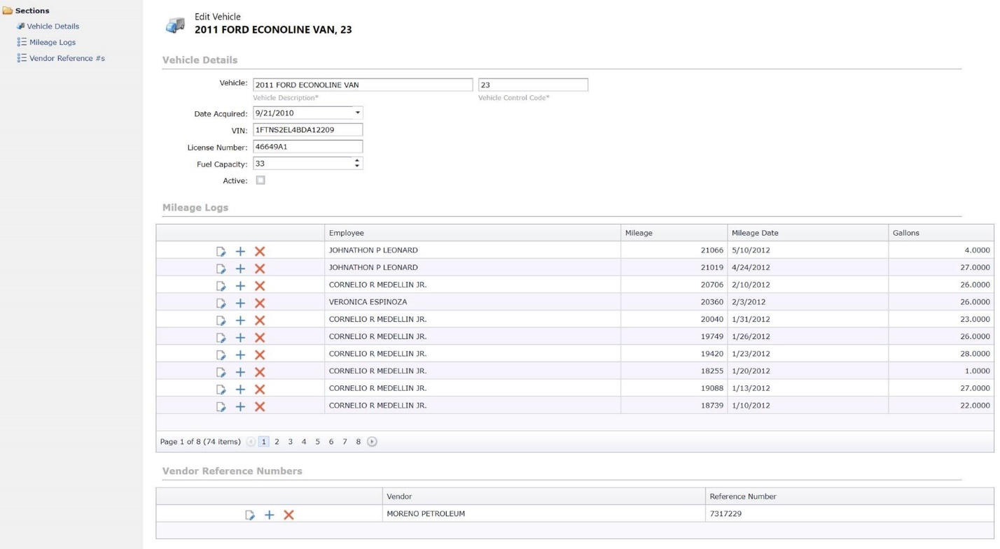 Sections
Vehicle Details
Mileage Logs
Vendor Reference #s
Edit Vehicle
2011 FORD ECONOLINE VAN, 23
Vehicle Details
Vehicle: 2011 FORD ECONOLINE VAN 23
Vehicle Description* Vehicle Control Code*
Date Acquired: 9/21/2010
VIN: 1FTNS2EL4BDA12209
License Number: 46649A1
Fuel Capacity: 33
Active:
Mileage Logs
Employee Mileage Mileage Date Gallons
JOHNATHON P LEONARD 21066 5/10/2012 4.0000
JOHNATHON P LEONARD 21019 4/24/2012 27.0000
CORNELIO R MEDELLIN JR. 20706 2/10/2012 26.0000
VERONICA ESPINOZA 20360 2/3/2012 26.0000
CORNELIO R MEDELLIN JR. 20040 1/31/2012 23.0000
CORNELIO R MEDELLIN JR. 19749 1/26/2012 26.0000
CORNELIO R MEDELLIN JR. 19420 1/23/2012 28.0000
CORNELIO R MEDELLIN JR. 18255 1/20/2012 1.0000
CORNELIO R MEDELLIN JR. 19088 1/13/2012 27.0000
CORNELIO R MEDELLIN JR. 18739 1/10/2012 22.0000
Page 1 of 8 (74 items) 1 2 3 4 5 6 7 8
Vendor Reference Numbers
Vendor Reference Number
MORENO PETROLEUM 7317229